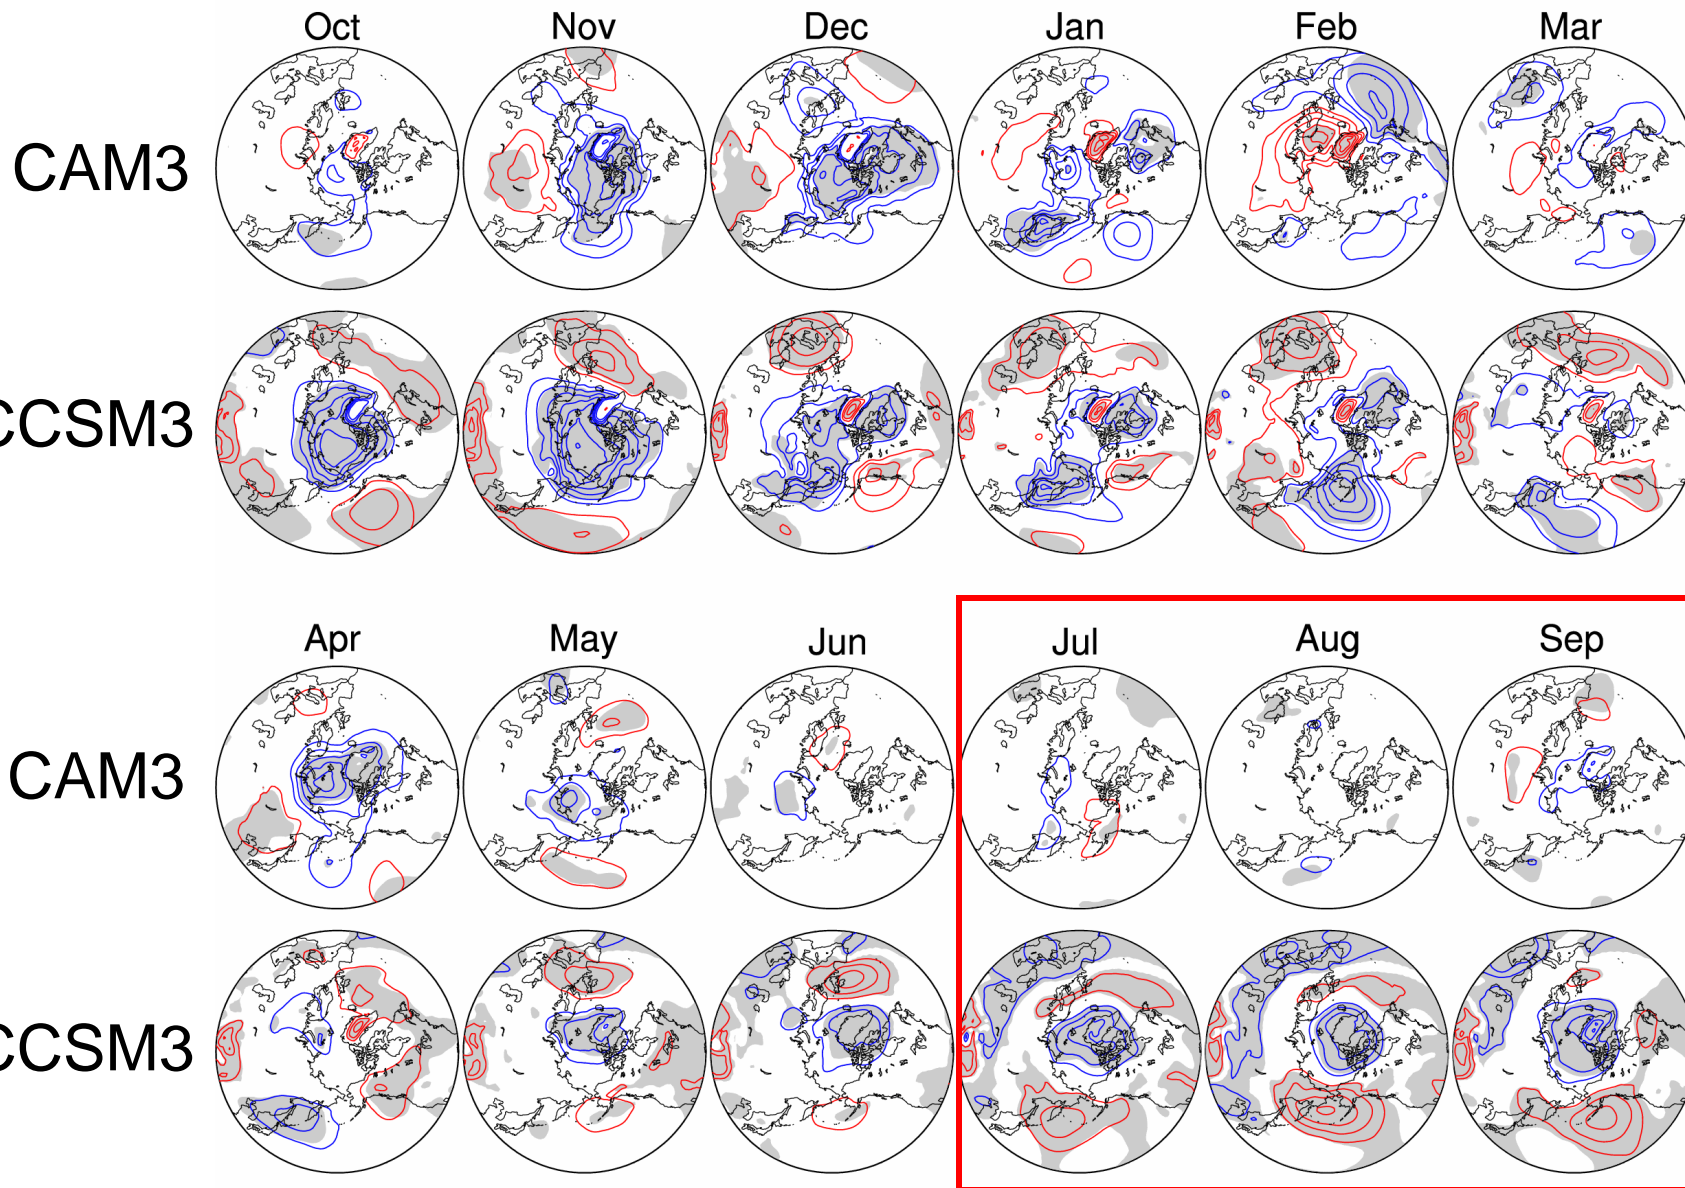 Oct Nov Dec Jan Feb Mar
CAM3
CCSM3
Apr May Jun Jul Aug Sep
CAM3
CCSM3